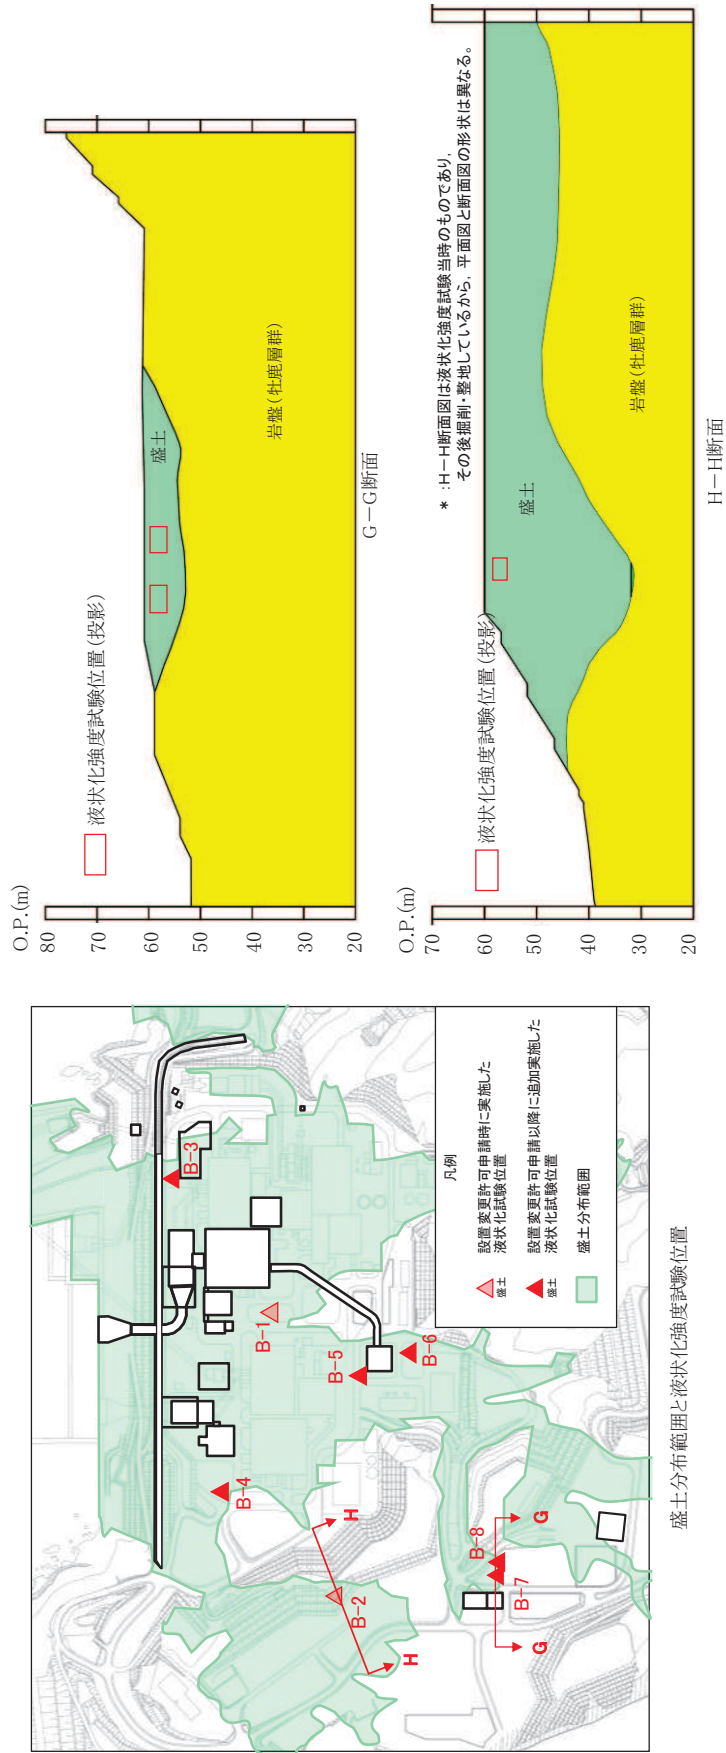 B-1
B-2
B-3
B-4
B-5
B-6
B-7
B-8
H
H
G
G
凡例
盛土
設置変更許可申請時に実施した
液状化試験位置
盛土
設置変更許可申請以降に追加実施した
液状化試験位置
盛土分布範囲
盛土分布範囲と液状化強度試験位置
O.P.(m)
80
70
60
50
40
30
20
液状化強度試験位置(投影)
盛土
岩盤(牡鹿層群)
G-G断面
O.P.(m)
70
60
50
40
30
20
液状化強度試験位置(投影)
盛土
岩盤(牡鹿層群)
*:H-H断面図は液状化強度試験当時のものであり,
その後掘削・整地しているから,平面図と断面図の形状は異なる。
H-H断面